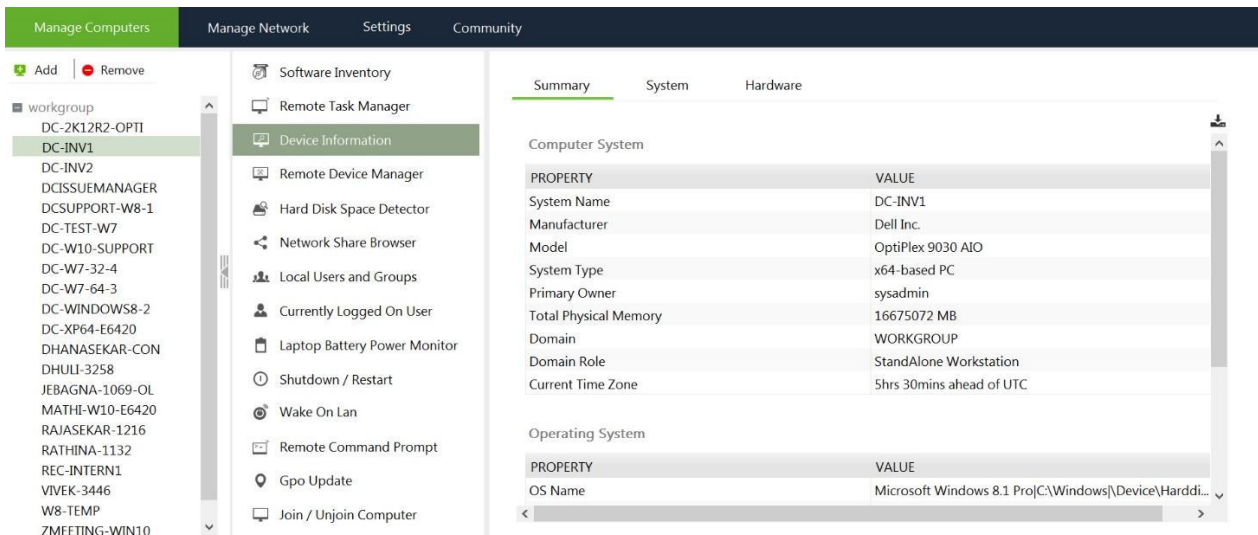 Manage Computers Manage Network Settings Community
Add Remove
workgroup
DC-2K12R2-OPTI
DC-INV1
DC-INV2
DCISSUEMANAGER
DCSUPPORT-W8-1
DC-TEST-W7
DC-W10-SUPPORT
DC-W7-32-4
DC-W7-64-3
DC-WINDOWS8-2
DC-XP64-E6420
DHANASEKAR-CON
DHULI-3258
JEBAGNA-1069-OL
MATHI-W10-E6420
RAJASEKAR-1216
RATHINA-1132
REC-INTERN1
VIVEK-3446
W8-TEMP
ZMEETING-WIN10
Software Inventory
Remote Task Manager
Device Information
Remote Device Manager
Hard Disk Space Detector
Network Share Browser
Local Users and Groups
Currently Logged On User
Laptop Battery Power Monitor
Shutdown / Restart
Wake On Lan
Remote Command Prompt
Gpo Update
Join / Unjoin Computer
Summary System Hardware
Computer System
PROPERTY VALUE
System Name DC-INV1
Manufacturer Dell Inc.
Model OptiPlex 9030 AIO
System Type x64-based PC
Primary Owner sysadmin
Total Physical Memory 16675072 MB
Domain WORKGROUP
Domain Role StandAlone Workstation
Current Time Zone 5hrs 30mins ahead of UTC
Operating System
PROPERTY VALUE
OS Name Microsoft Windows 8.1 Pro|C:\Windows|\Device\Harddi...